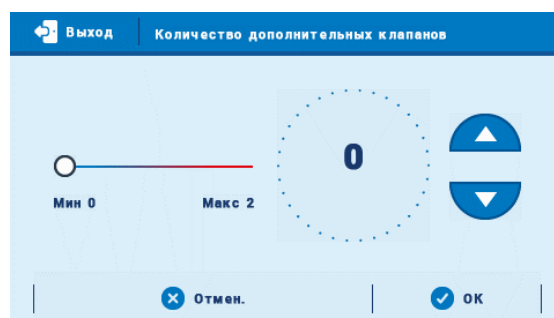 Выход
Количество дополнительных клапанов
0
Мин 0
Макс 2
Отмен.
OK